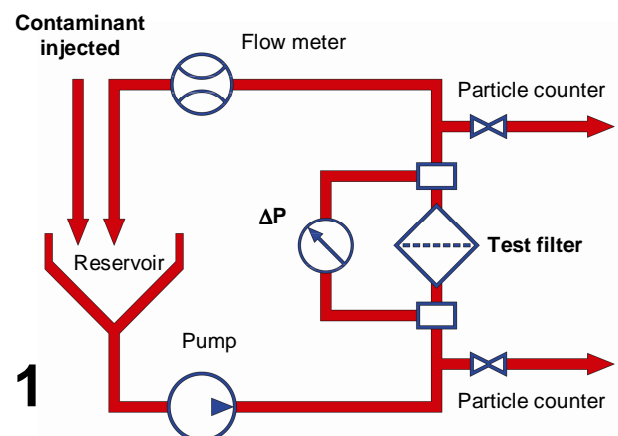 Contaminant
injected
Flow meter
Particle counter
ΔP
Test filter
Reservoir
Pump
1
Particle counter